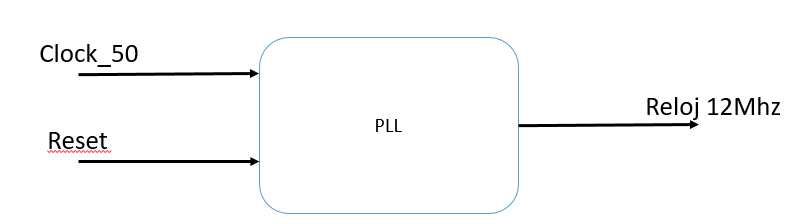 Clock_50
Reset
PLL
Reloj 12Mhz